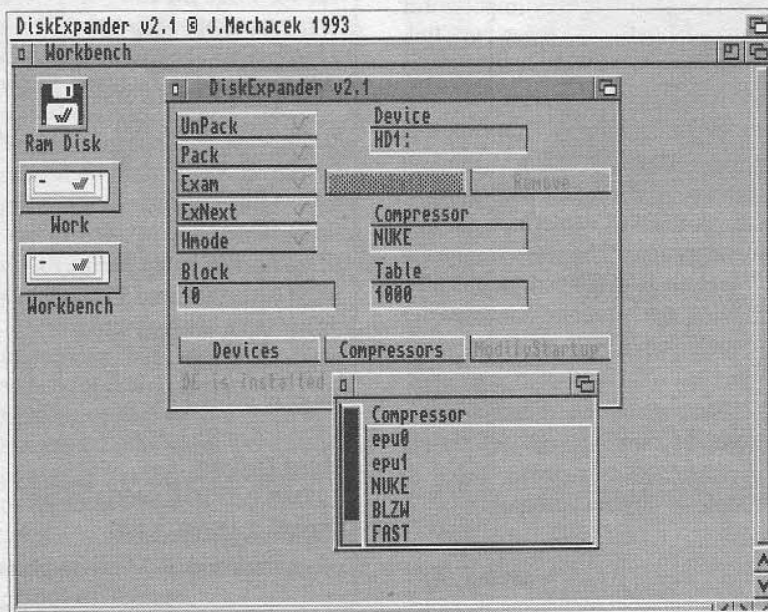 DiskExpander v2.1 © J.Mechacek 1993
Workbench
Ram Disk
Work
Workbench
DiskExpander v2.1
UnPack
Pack
Exam
ExNext
Hmode
Device
HD1:
Remove
Compressor
NUKE
Block
10
Table
1000
Devices
Compressors
ModifyStartup
DE is installed
Compressor
epu0
epu1
NUKE
BLZW
FAST